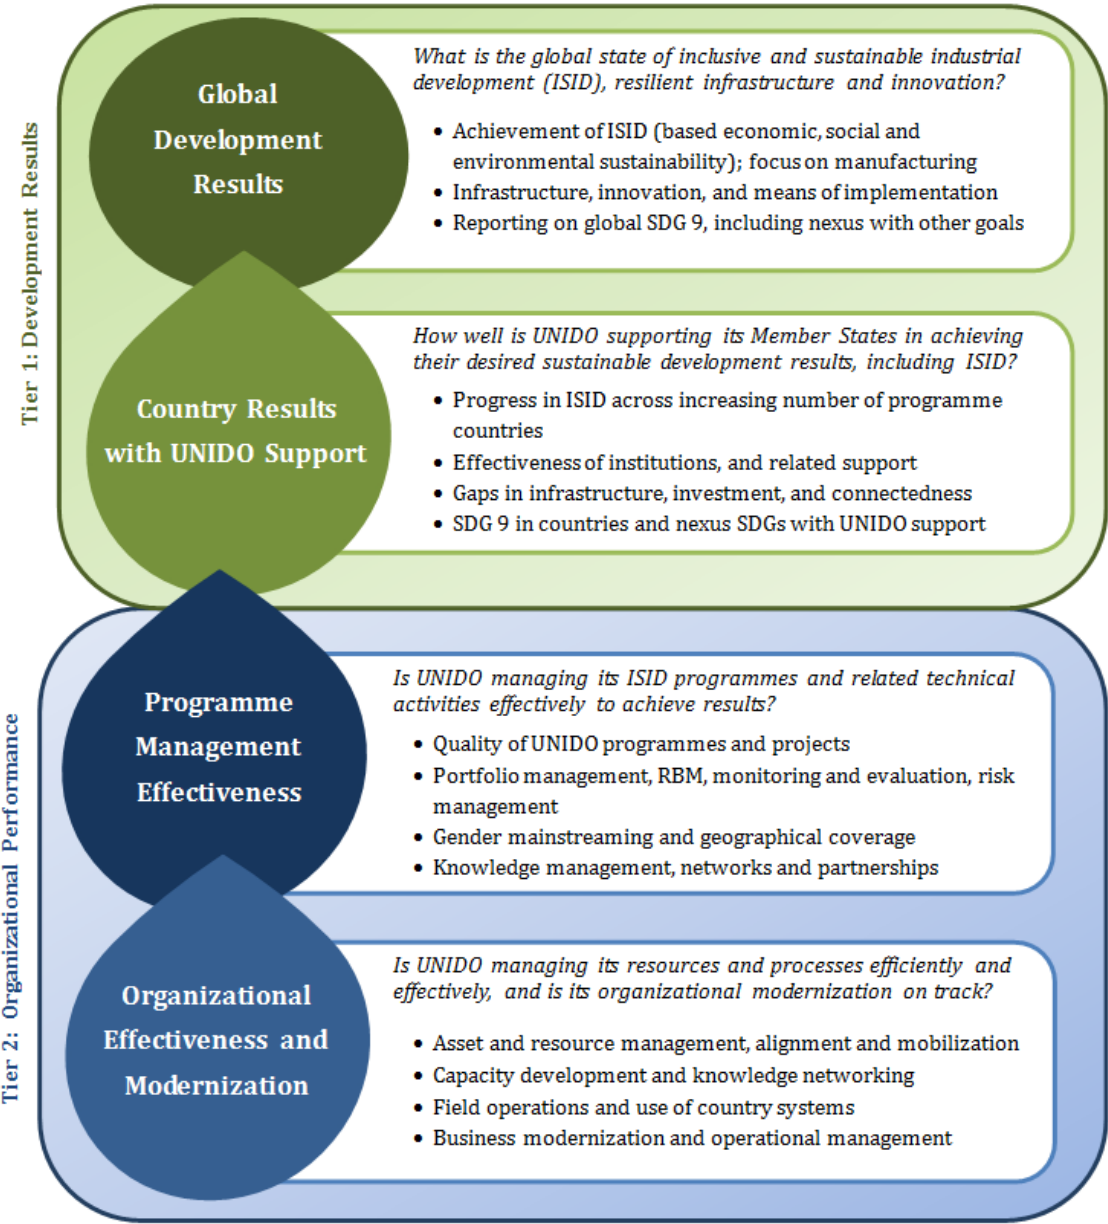 Tier 1: Development Results
Global
Development
Results
What is the global state of inclusive and sustainable industrial
development (ISID), resilient infrastructure and innovation?
• Achievement of ISID (based economic, social and
environmental sustainability); focus on manufacturing
• Infrastructure, innovation, and means of implementation
• Reporting on global SDG 9, including nexus with other goals
Country Results
with UNIDO Support
How well is UNIDO supporting its Member States in achieving
their desired sustainable development results, including ISID?
• Progress in ISID across increasing number of programme
countries
• Effectiveness of institutions, and related support
• Gaps in infrastructure, investment, and connectedness
• SDG 9 in countries and nexus SDGs with UNIDO support
Tier 2: Organizational Performance
Programme
Management
Effectiveness
Is UNIDO managing its ISID programmes and related technical
activities effectively to achieve results?
• Quality of UNIDO programmes and projects
• Portfolio management, RBM, monitoring and evaluation, risk
management
• Gender mainstreaming and geographical coverage
• Knowledge management, networks and partnerships
Organizational
Effectiveness and
Modernization
Is UNIDO managing its resources and processes efficiently and
effectively, and is its organizational modernization on track?
• Asset and resource management, alignment and mobilization
• Capacity development and knowledge networking
• Field operations and use of country systems
• Business modernization and operational management